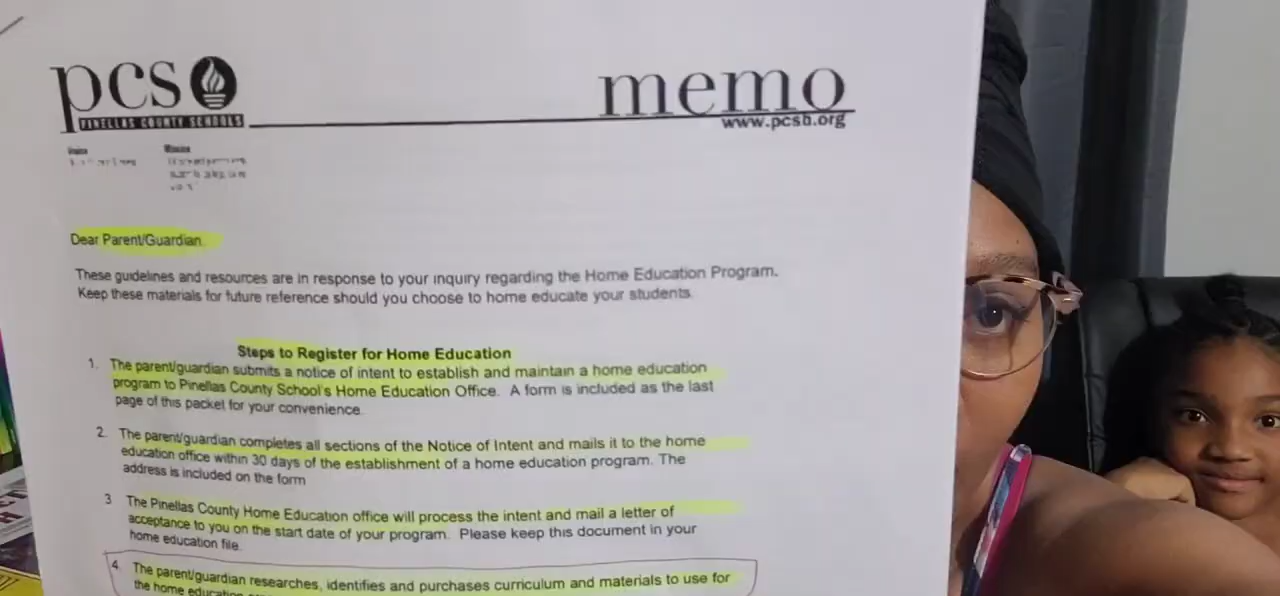 pcs
PINELLAS COUNTY SCHOOLS
memo
www.pcsb.org
Vision
Mission
Dear Parent/Guardian.
These guidelines and resources are in response to your inquiry regarding the Home Education Program.
Keep these materials for future reference should you choose to home educate your students.
Steps to Register for Home Education
1. The parent/guardian submits a notice of intent to establish and maintain a home education
program to Pinellas County School's Home Education Office. A form is included as the last
page of this packet for your convenience.
2. The parent/guardian completes all sections of the Notice of Intent and mails it to the home
education office within 30 days of the establishment of a home education program. The
address is included on the form
3 The Pinellas County Home Education office will process the intent and mail a letter of
acceptance to you on the start date of your program. Please keep this document in your
home education file.
4. The parent/guardian researches, identifies and purchases curriculum and materials to use for
the home education